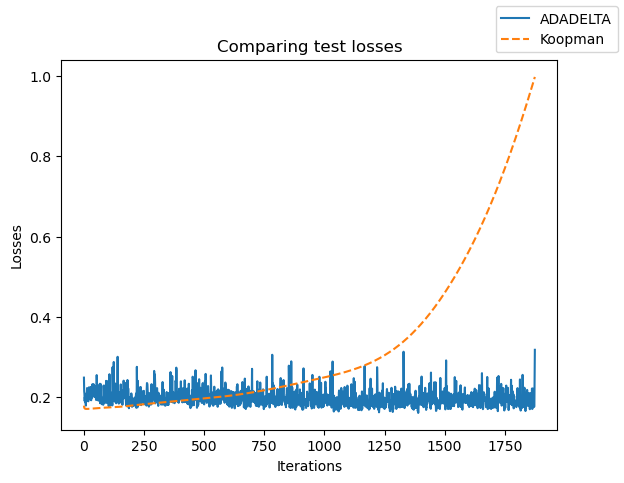 ADADELTA
Koopman
Comparing test losses
1.0
0.8
0.6
0.4
0.2
Losses
0 250 500 750 1000 1250 1500 1750
Iterations